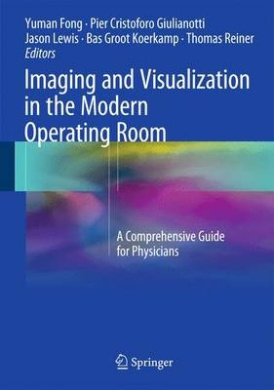 Yuman Fong · Pier Cristoforo Giulianotti
Jason Lewis · Bas Groot Koerkamp · Thomas Reiner
Editors
Imaging and Visualization
in the Modern
Operating Room
A Comprehensive Guide
for Physicians
Springer